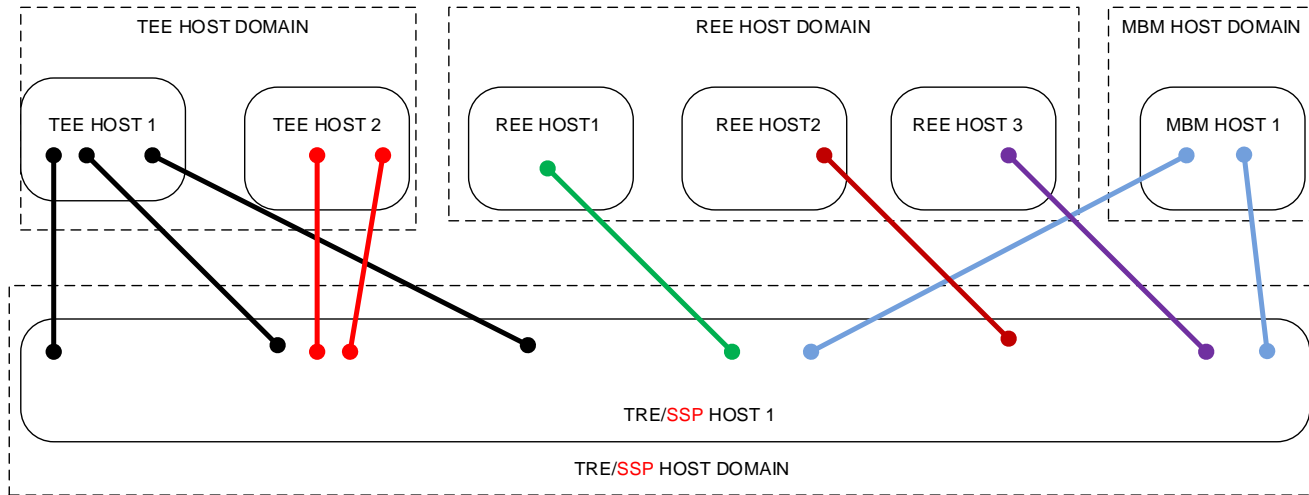 TEE HOST DOMAIN
REE HOST DOMAIN
MBM HOST DOMAIN
TEE HOST 1
TEE HOST 2
REE HOST1
REE HOST2
REE HOST 3
MBM HOST 1
TRE/SSP HOST 1
TRE/SSP HOST DOMAIN